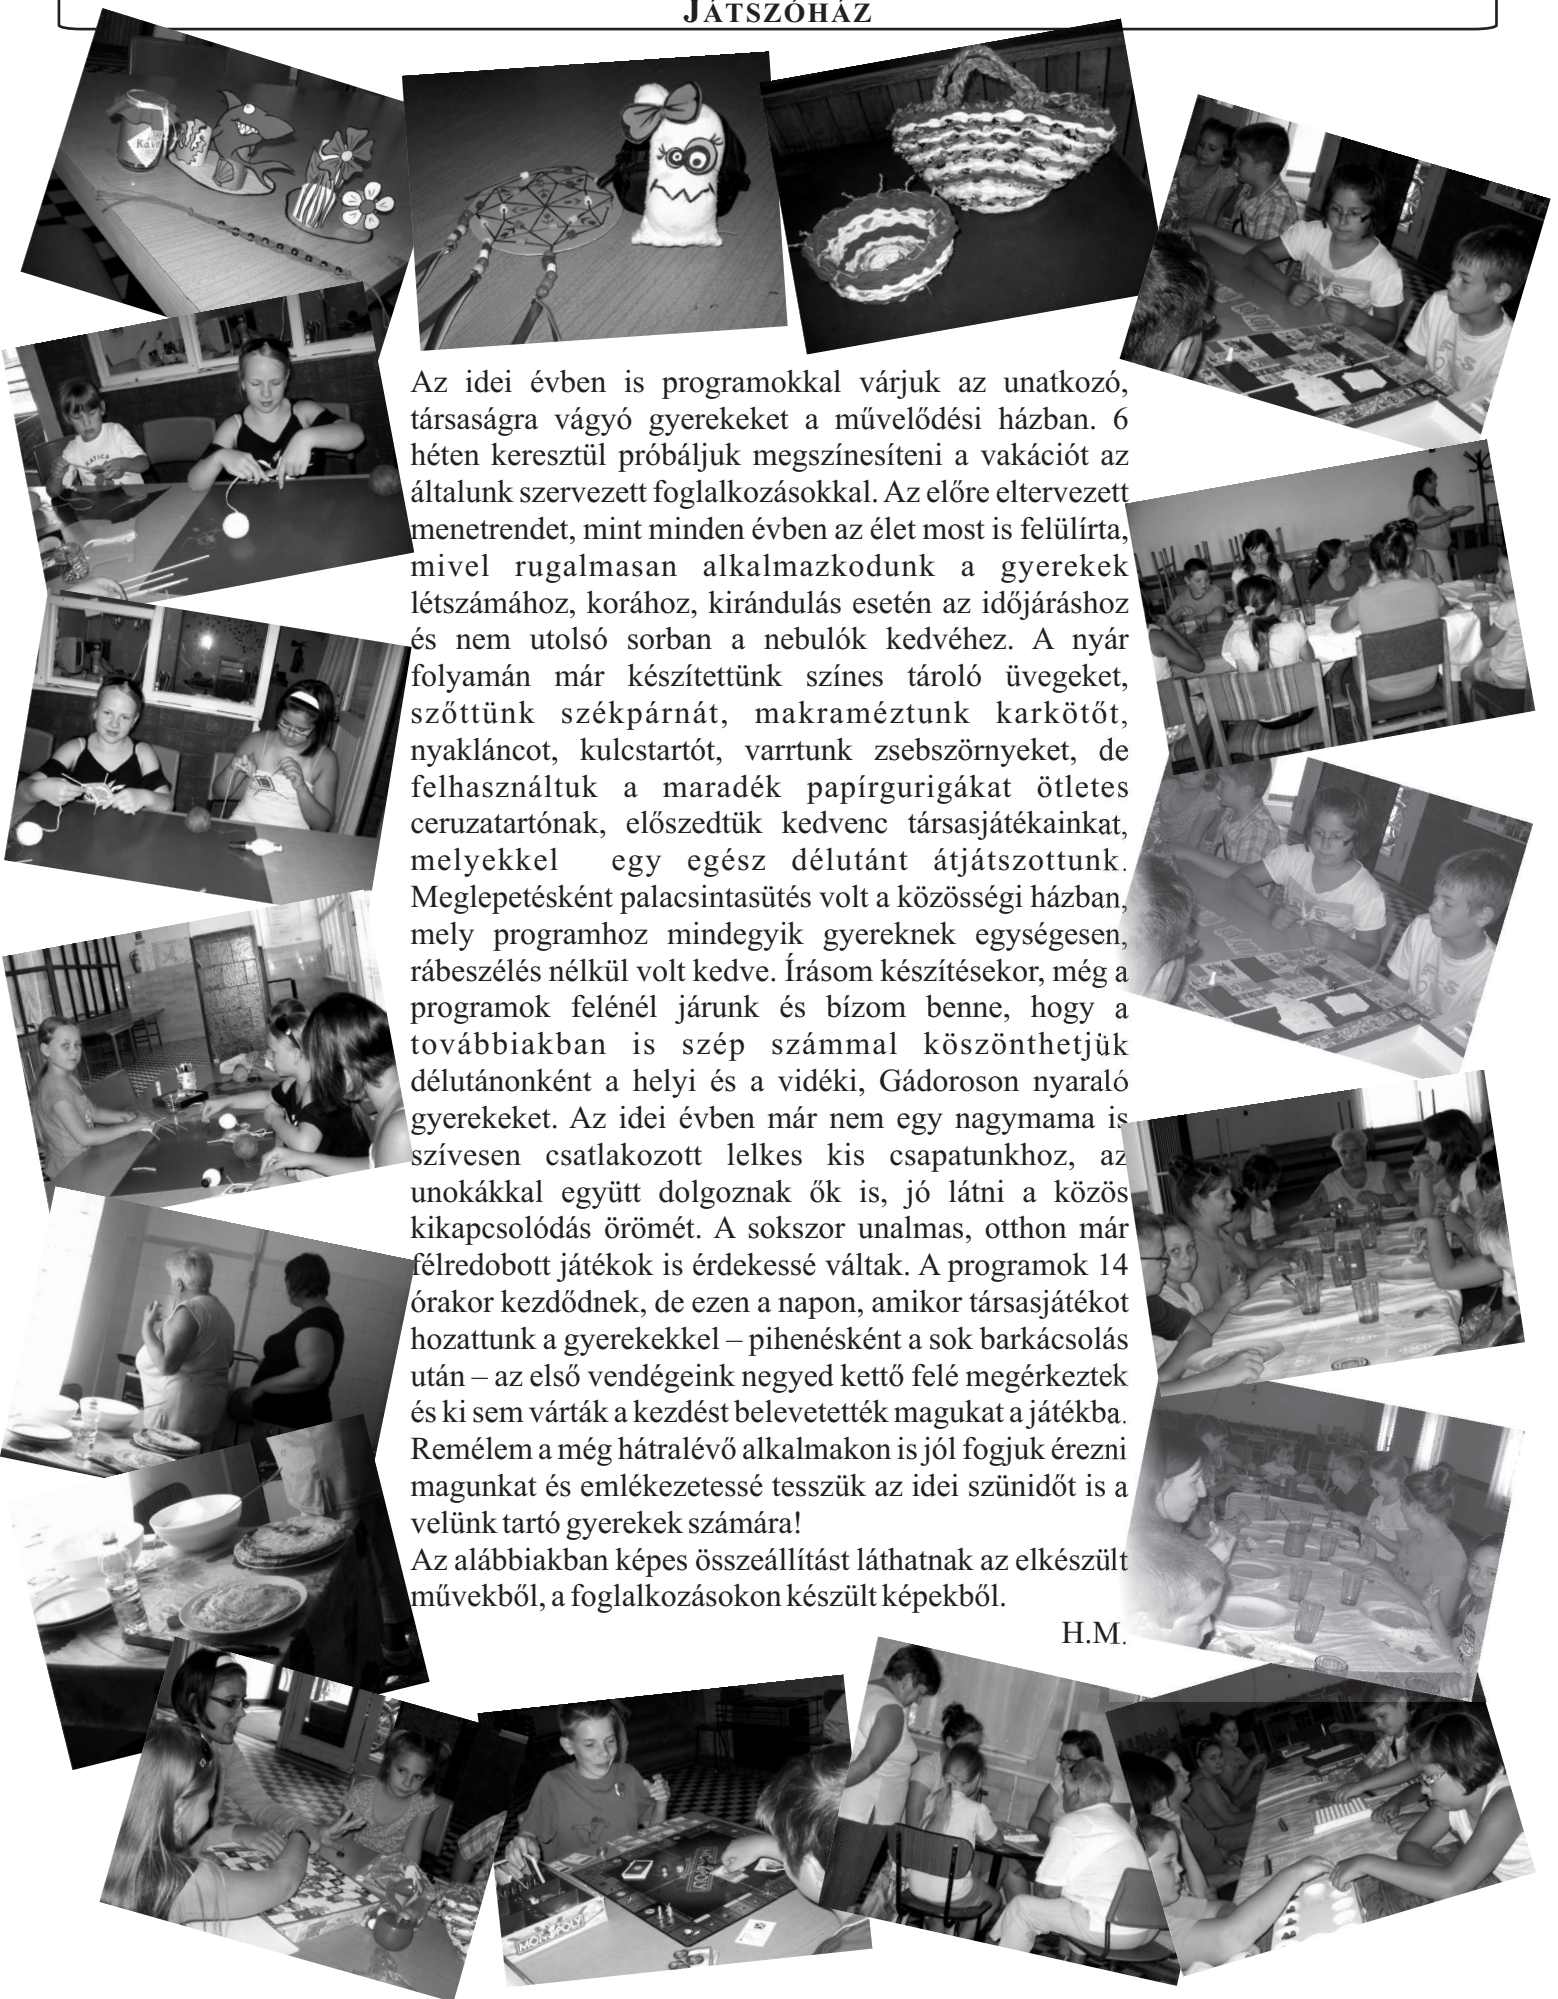 JÁTSZÓHÁZ
Kávé
Az idei évben is programokkal várjuk az unatkozó,
társaságra vágyó gyerekeket a művelődési házban. 6
héten keresztül próbáljuk megszínesíteni a vakációt az
általunk szervezett foglalkozásokkal. Az előre eltervezett
menetrendet, mint minden évben az élet most is felülírta,
mivel rugalmasan alkalmazkodunk a gyerekek
létszámához, korához, kirándulás esetén az időjáráshoz
és nem utolsó sorban a nebulók kedvéhez. A nyár
folyamán már készítettünk színes tároló üvegeket,
szőttünk székpárnát, makraméztunk karkötőt,
nyakláncot, kulcstartót, varrtunk zsebszörnyeket, de
felhasználtuk a maradék papírgurigákat ötletes
ceruzatartónak, előszedtük kedvenc társasjátékainkat,
melyekkel egy egész délutánt átjátszottunk.
Meglepetésként palacsintasütés volt a közösségi házban,
mely programhoz mindegyik gyereknek egységesen,
rábeszélés nélkül volt kedve. Írásom készítésekor, még a
programok felénél járunk és bízom benne, hogy a
továbbiakban is szép számmal köszönthetjük
délutánonként a helyi és a vidéki, Gádoroson nyaraló
gyerekeket. Az idei évben már nem egy nagymama is
szívesen csatlakozott lelkes kis csapatunkhoz, az
unokákkal együtt dolgoznak ők is, jó látni a közös
kikapcsolódás örömét. A sokszor unalmas, otthon már
félredobott játékok is érdekessé váltak. A programok 14
órakor kezdődnek, de ezen a napon, amikor társasjátékot
hozattunk a gyerekekkel – pihenésként a sok barkácsolás
után – az első vendégeink negyed kettő felé megérkeztek
és ki sem várták a kezdést belevetették magukat a játékba.
Remélem a még hátralévő alkalmakon is jól fogjuk érezni
magunkat és emlékezetessé tesszük az idei szünidőt is a
velünk tartó gyerekek számára!
Az alábbiakban képes összeállítást láthatnak az elkészült
művekből, a foglalkozásokon készült képekből.
H.M.
MONOPOLY